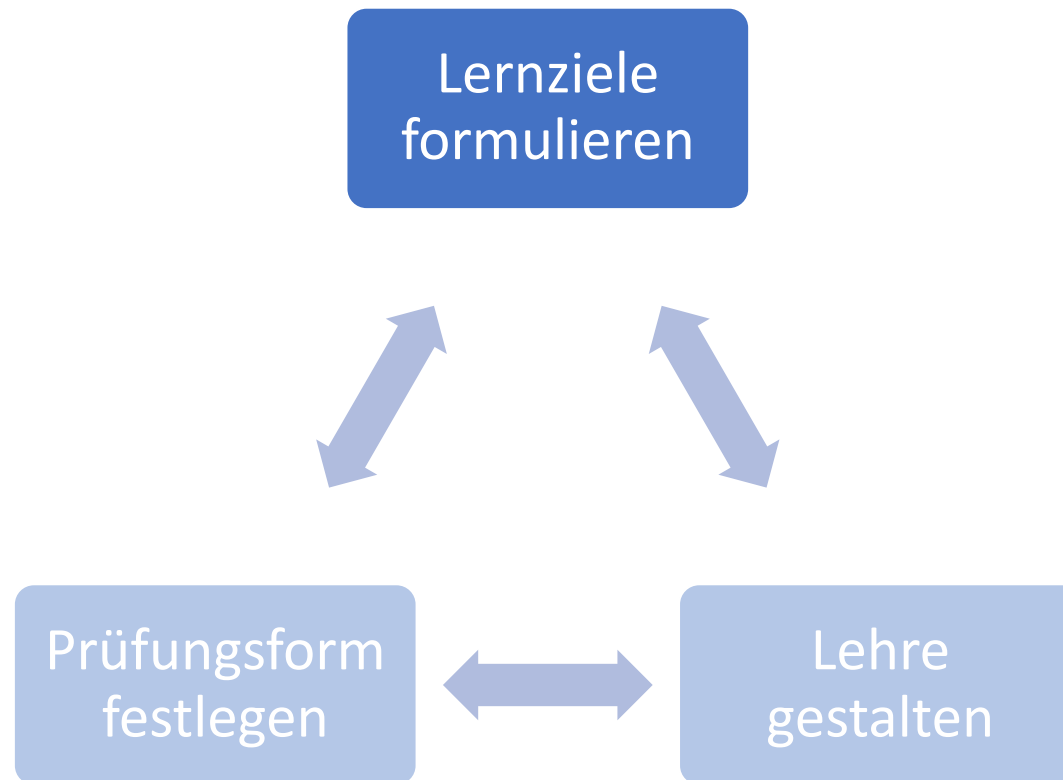 Lernziele
formulieren
Prüfungsform
festlegen
Lehre
gestalten